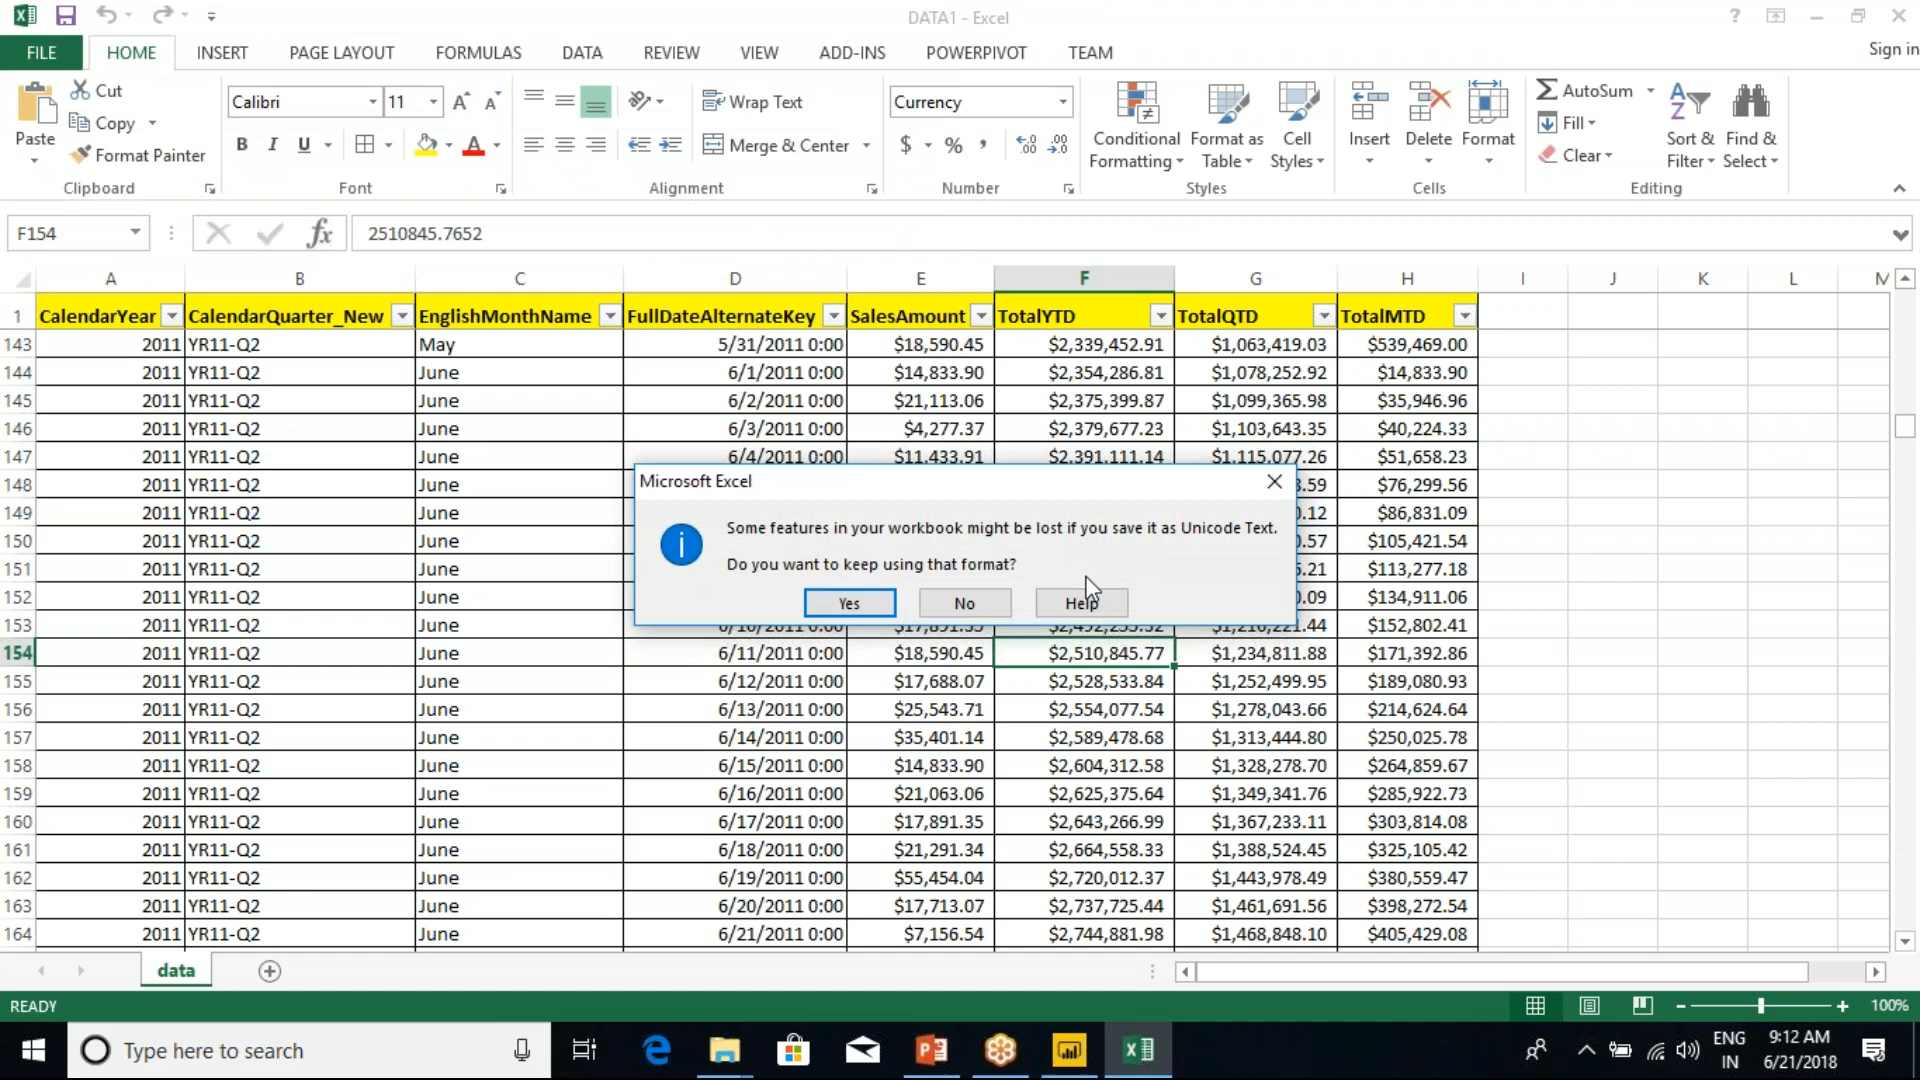 DATA1 - Excel
?
FILE HOME INSERT PAGE LAYOUT FORMULAS DATA REVIEW VIEW ADD-INS POWERPIVOT TEAM Sign in
Paste Cut Copy Format Painter Clipboard
Calibri 11 B I U A Font
Wrap Text Merge & Center Alignment
Currency $ % , Number
Conditional Formatting Format as Table Cell Styles Styles
Insert Delete Format Cells
AutoSum Fill Clear Sort & Filter Find & Select Editing
F154 fx 2510845.7652
A B C D E F G H I J K L M
1 CalendarYear CalendarQuarter_New EnglishMonthName FullDateAlternateKey SalesAmount TotalYTD TotalQTD TotalMTD
143 2011 YR11-Q2 May 5/31/2011 0:00 $18,590.45 $2,339,452.91 $1,063,419.03 $539,469.00
144 2011 YR11-Q2 June 6/1/2011 0:00 $14,833.90 $2,354,286.81 $1,078,252.92 $14,833.90
145 2011 YR11-Q2 June 6/2/2011 0:00 $21,113.06 $2,375,399.87 $1,099,365.98 $35,946.96
146 2011 YR11-Q2 June 6/3/2011 0:00 $4,277.37 $2,379,677.23 $1,103,643.35 $40,224.33
147 2011 YR11-Q2 June 6/4/2011 0:00 $11,433.91 $2,391,111.14 $1,115,077.26 $51,658.23
148 2011 YR11-Q2 June .59 $76,299.56
149 2011 YR11-Q2 June .12 $86,831.09
150 2011 YR11-Q2 June .57 $105,421.54
151 2011 YR11-Q2 June .21 $113,277.18
152 2011 YR11-Q2 June .09 $134,911.06
153 2011 YR11-Q2 June 6/10/2011 0:00 $17,891.35 $2,492,255.32 $1,216,221.44 $152,802.41
154 2011 YR11-Q2 June 6/11/2011 0:00 $18,590.45 $2,510,845.77 $1,234,811.88 $171,392.86
155 2011 YR11-Q2 June 6/12/2011 0:00 $17,688.07 $2,528,533.84 $1,252,499.95 $189,080.93
156 2011 YR11-Q2 June 6/13/2011 0:00 $25,543.71 $2,554,077.54 $1,278,043.66 $214,624.64
157 2011 YR11-Q2 June 6/14/2011 0:00 $35,401.14 $2,589,478.68 $1,313,444.80 $250,025.78
158 2011 YR11-Q2 June 6/15/2011 0:00 $14,833.90 $2,604,312.58 $1,328,278.70 $264,859.67
159 2011 YR11-Q2 June 6/16/2011 0:00 $21,063.06 $2,625,375.64 $1,349,341.76 $285,922.73
160 2011 YR11-Q2 June 6/17/2011 0:00 $17,891.35 $2,643,266.99 $1,367,233.11 $303,814.08
161 2011 YR11-Q2 June 6/18/2011 0:00 $21,291.34 $2,664,558.33 $1,388,524.45 $325,105.42
162 2011 YR11-Q2 June 6/19/2011 0:00 $55,454.04 $2,720,012.37 $1,443,978.49 $380,559.47
163 2011 YR11-Q2 June 6/20/2011 0:00 $17,713.07 $2,737,725.44 $1,461,691.56 $398,272.54
164 2011 YR11-Q2 June 6/21/2011 0:00 $7,156.54 $2,744,881.98 $1,468,848.10 $405,429.08
Microsoft Excel
Some features in your workbook might be lost if you save it as Unicode Text.
Do you want to keep using that format?
Yes No Help
data
READY 100%
Type here to search
ENG 9:12 AM
IN 6/21/2018